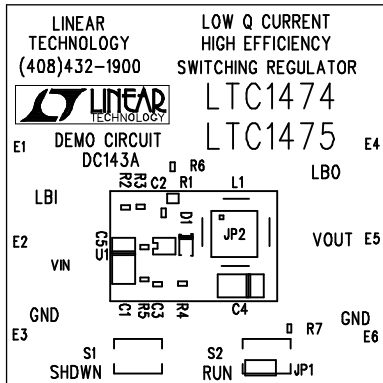 LINEAR
TECHNOLOGY
(408)432-1900
LOW Q CURRENT
HIGH EFFICIENCY
SWITCHING REGULATOR
LINEAR
TECHNOLOGY
LTC1474
LTC1475
DEMO CIRCUIT
DC143A
E1
E4
R6
LBO
LBI
R2
R3
C2
R1
L1
D1
JP2
E2
VIN
C5
U1
VOUT
E5
C1
R5
C3
R4
C4
GND
GND
E3
E6
R7
S1
SHDWN
S2
RUN
JP1